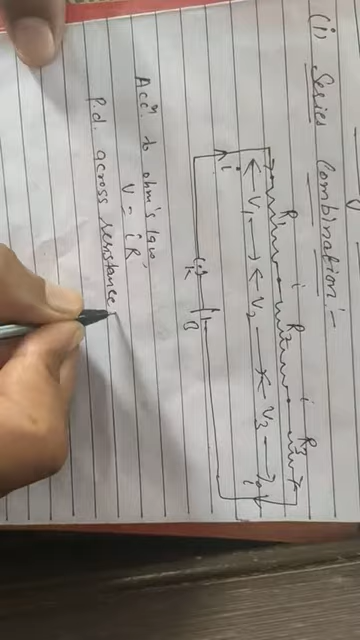 (i) Series Combination:-
R1 i R2 i R3
i V1 V2 V3 i
(·) K B
Accⁿ to ohm's law,
V = iR
P.d. across resistance